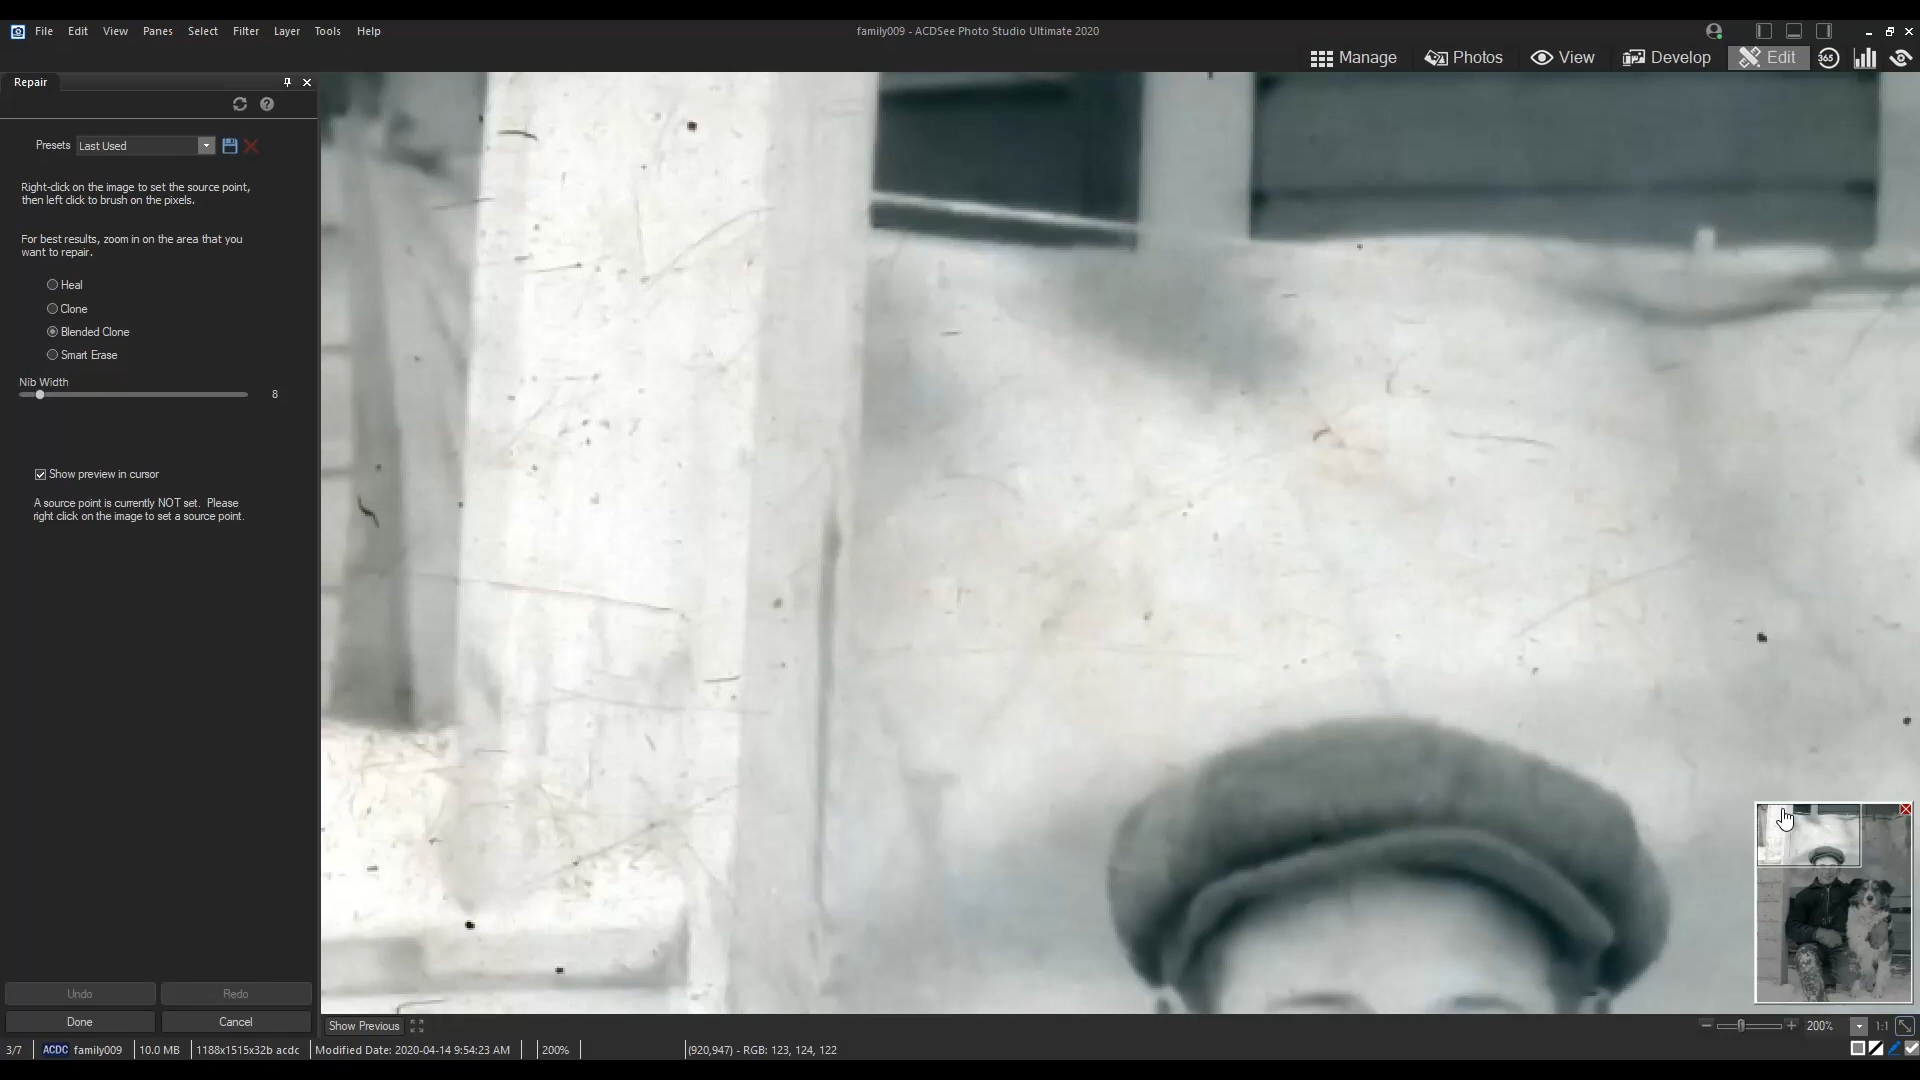 File Edit View Panes Select Filter Layer Tools Help
family009 - ACDSee Photo Studio Ultimate 2020
Manage Photos View Develop Edit 365
Repair
Presets Last Used
Right-click on the image to set the source point,
then left click to brush on the pixels.
For best results, zoom in on the area that you
want to repair.
Heal
Clone
Blended Clone
Smart Erase
Nib Width
8
Show preview in cursor
A source point is currently NOT set. Please
right click on the image to set a source point.
Undo Redo
Done Cancel
Show Previous
200% 1:1
3/7 ACDC family009 10.0 MB 1188x1515x32b acdc Modified Date: 2020-04-14 9:54:23 AM 200% (920,947) - RGB: 123, 124, 122